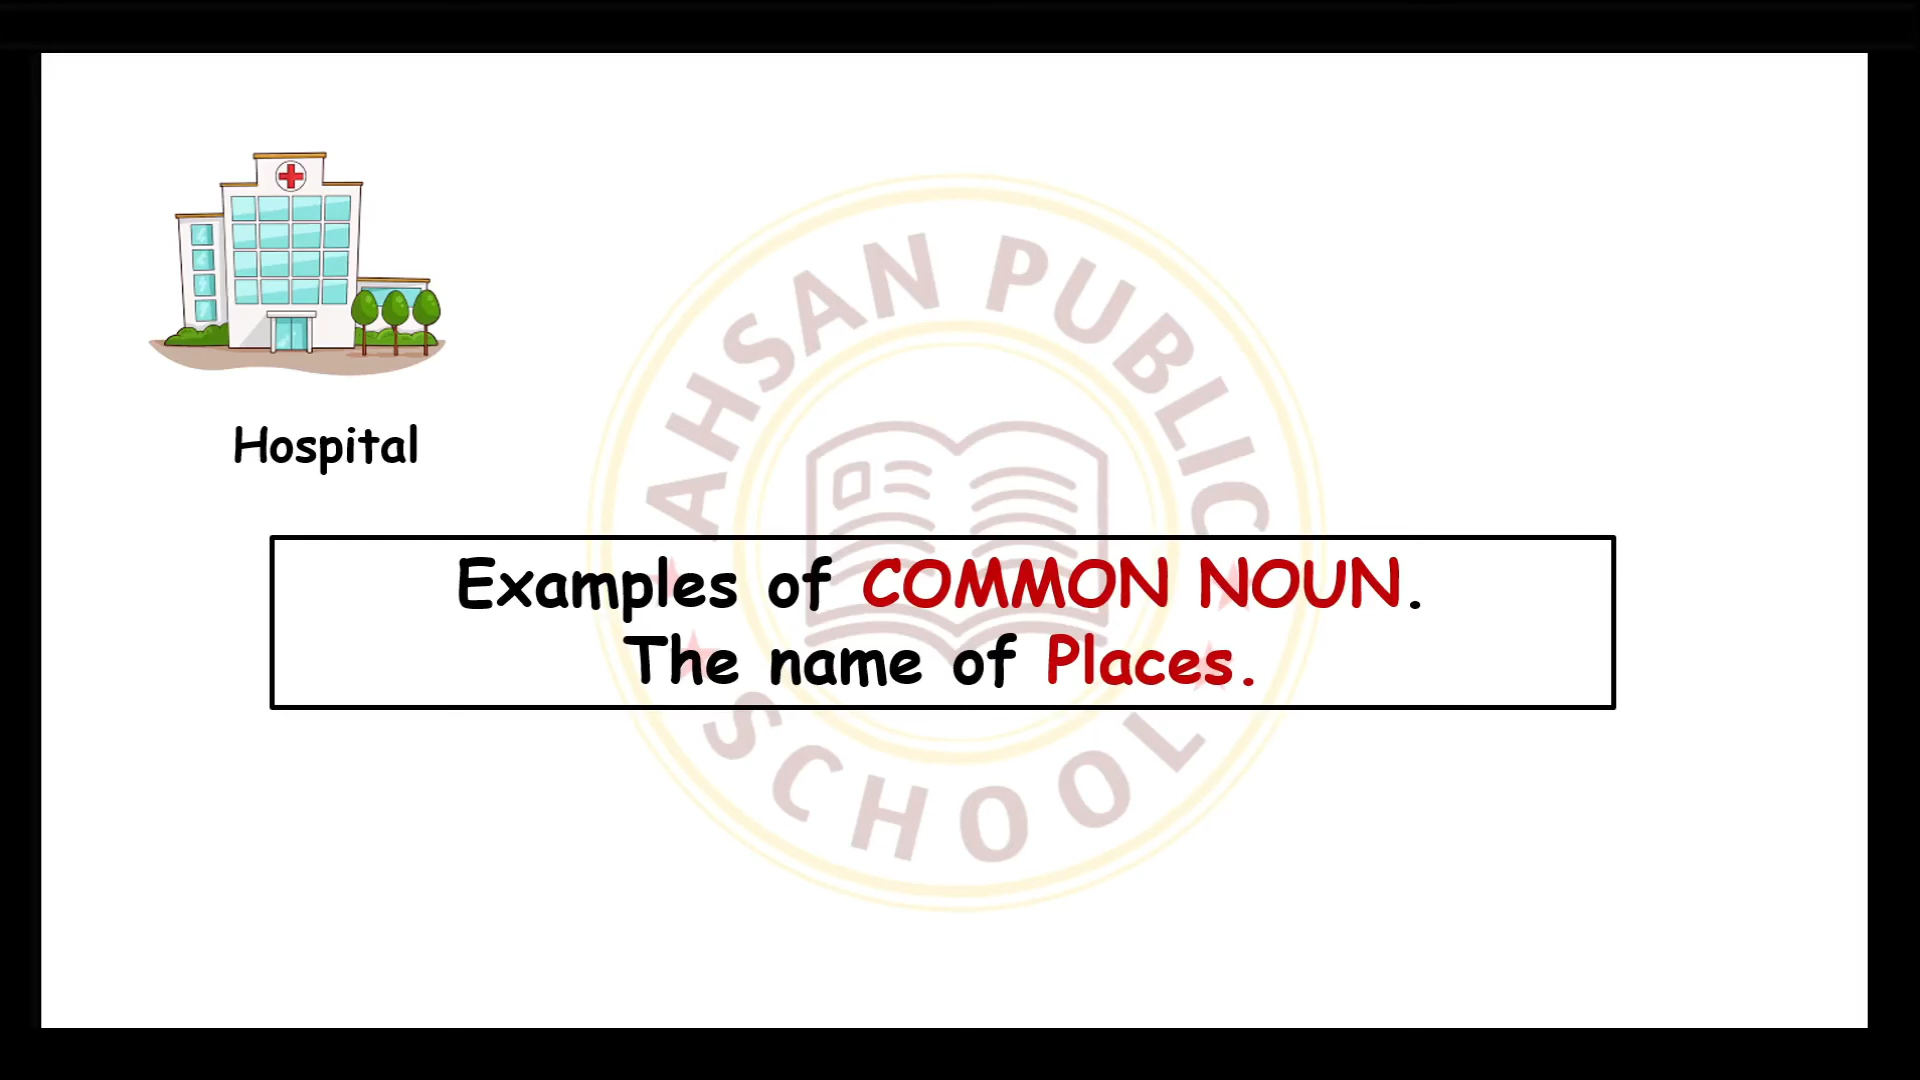 Hospital
Examples of COMMON NOUN.
The name of Places.
AHSAN PUBLIC
SCHOOL